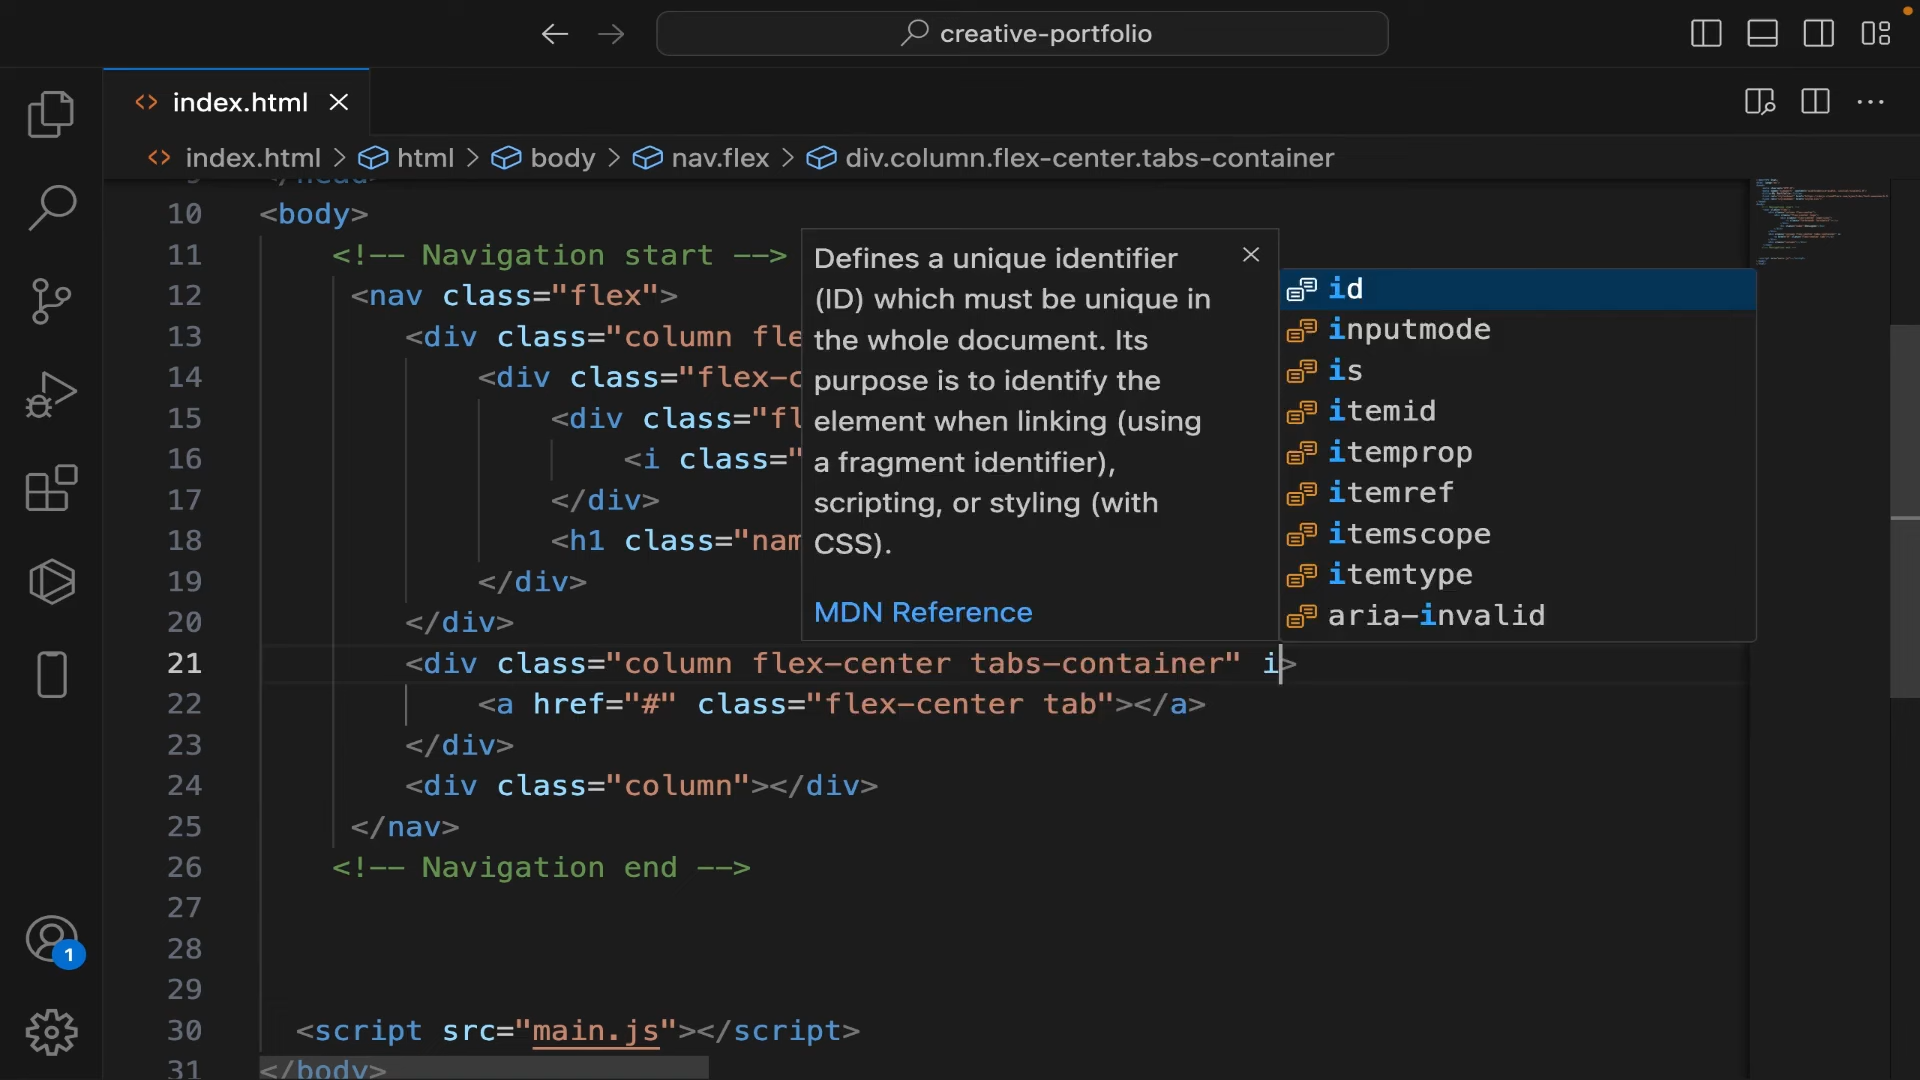 creative-portfolio
index.html
index.html > html > body > nav.flex > div.column.flex-center.tabs-container
10 <body>
11 <!-- Navigation start -->
12 <nav class="flex">
13 <div class="column fle
14 <div class="flex-c
15 <div class="fl
16 <i class="
17 </div>
18 <h1 class="nam
19 </div>
20 </div>
21 <div class="column flex-center tabs-container" i>
22 <a href="#" class="flex-center tab"></a>
23 </div>
24 <div class="column"></div>
25 </nav>
26 <!-- Navigation end -->
27
28
29
30 <script src="main.js"></script>
31 </body>
Defines a unique identifier
(ID) which must be unique in
the whole document. Its
purpose is to identify the
element when linking (using
a fragment identifier),
scripting, or styling (with
CSS).
MDN Reference
id
inputmode
is
itemid
itemprop
itemref
itemscope
itemtype
aria-invalid
1